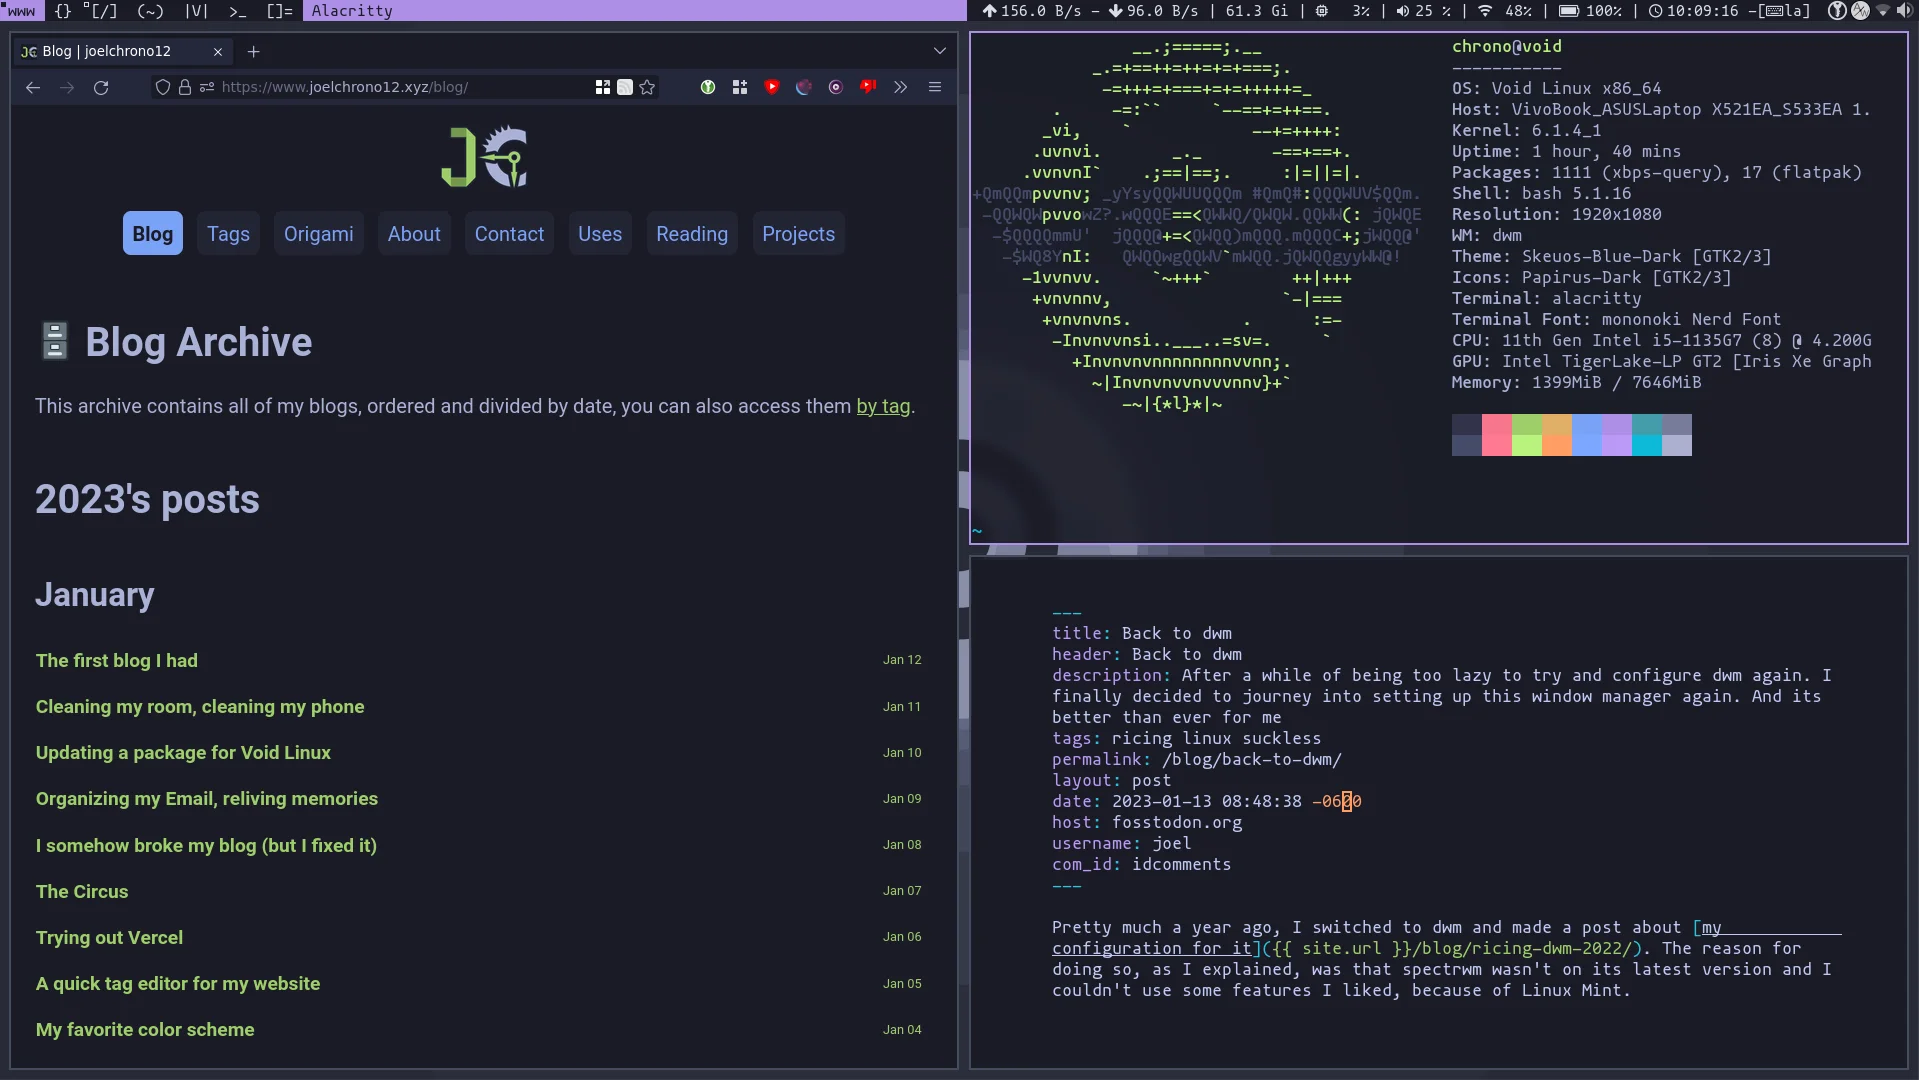 www {} [/] (~) |V| >_ []= Alacritty
156.0 B/s – 96.0 B/s | 61.3 Gi | 3% | 25 % | 48% | 100% | 10:09:16 –[la]
Blog | joelchrono12
https://www.joelchrono12.xyz/blog/
Blog
Tags
Origami
About
Contact
Uses
Reading
Projects
Blog Archive
This archive contains all of my blogs, ordered and divided by date, you can also access them by tag.
2023's posts
January
The first blog I had Jan 12
Cleaning my room, cleaning my phone Jan 11
Updating a package for Void Linux Jan 10
Organizing my Email, reliving memories Jan 09
I somehow broke my blog (but I fixed it) Jan 08
The Circus Jan 07
Trying out Vercel Jan 06
A quick tag editor for my website Jan 05
My favorite color scheme Jan 04
chrono@void
-----------
OS: Void Linux x86_64
Host: VivoBook_ASUSLaptop X521EA_S533EA 1.
Kernel: 6.1.4_1
Uptime: 1 hour, 40 mins
Packages: 1111 (xbps-query), 17 (flatpak)
Shell: bash 5.1.16
Resolution: 1920x1080
WM: dwm
Theme: Skeuos-Blue-Dark [GTK2/3]
Icons: Papirus-Dark [GTK2/3]
Terminal: alacritty
Terminal Font: mononoki Nerd Font
CPU: 11th Gen Intel i5-1135G7 (8) @ 4.200G
GPU: Intel TigerLake-LP GT2 [Iris Xe Graph
Memory: 1399MiB / 7646MiB
~
---
title: Back to dwm
header: Back to dwm
description: After a while of being too lazy to try and configure dwm again. I
finally decided to journey into setting up this window manager again. And its
better than ever for me
tags: ricing linux suckless
permalink: /blog/back-to-dwm/
layout: post
date: 2023-01-13 08:48:38 -0600
host: fosstodon.org
username: joel
com_id: idcomments
---
Pretty much a year ago, I switched to dwm and made a post about [my
configuration for it]({{ site.url }}/blog/ricing-dwm-2022/). The reason for
doing so, as I explained, was that spectrwm wasn't on its latest version and I
couldn't use some features I liked, because of Linux Mint.